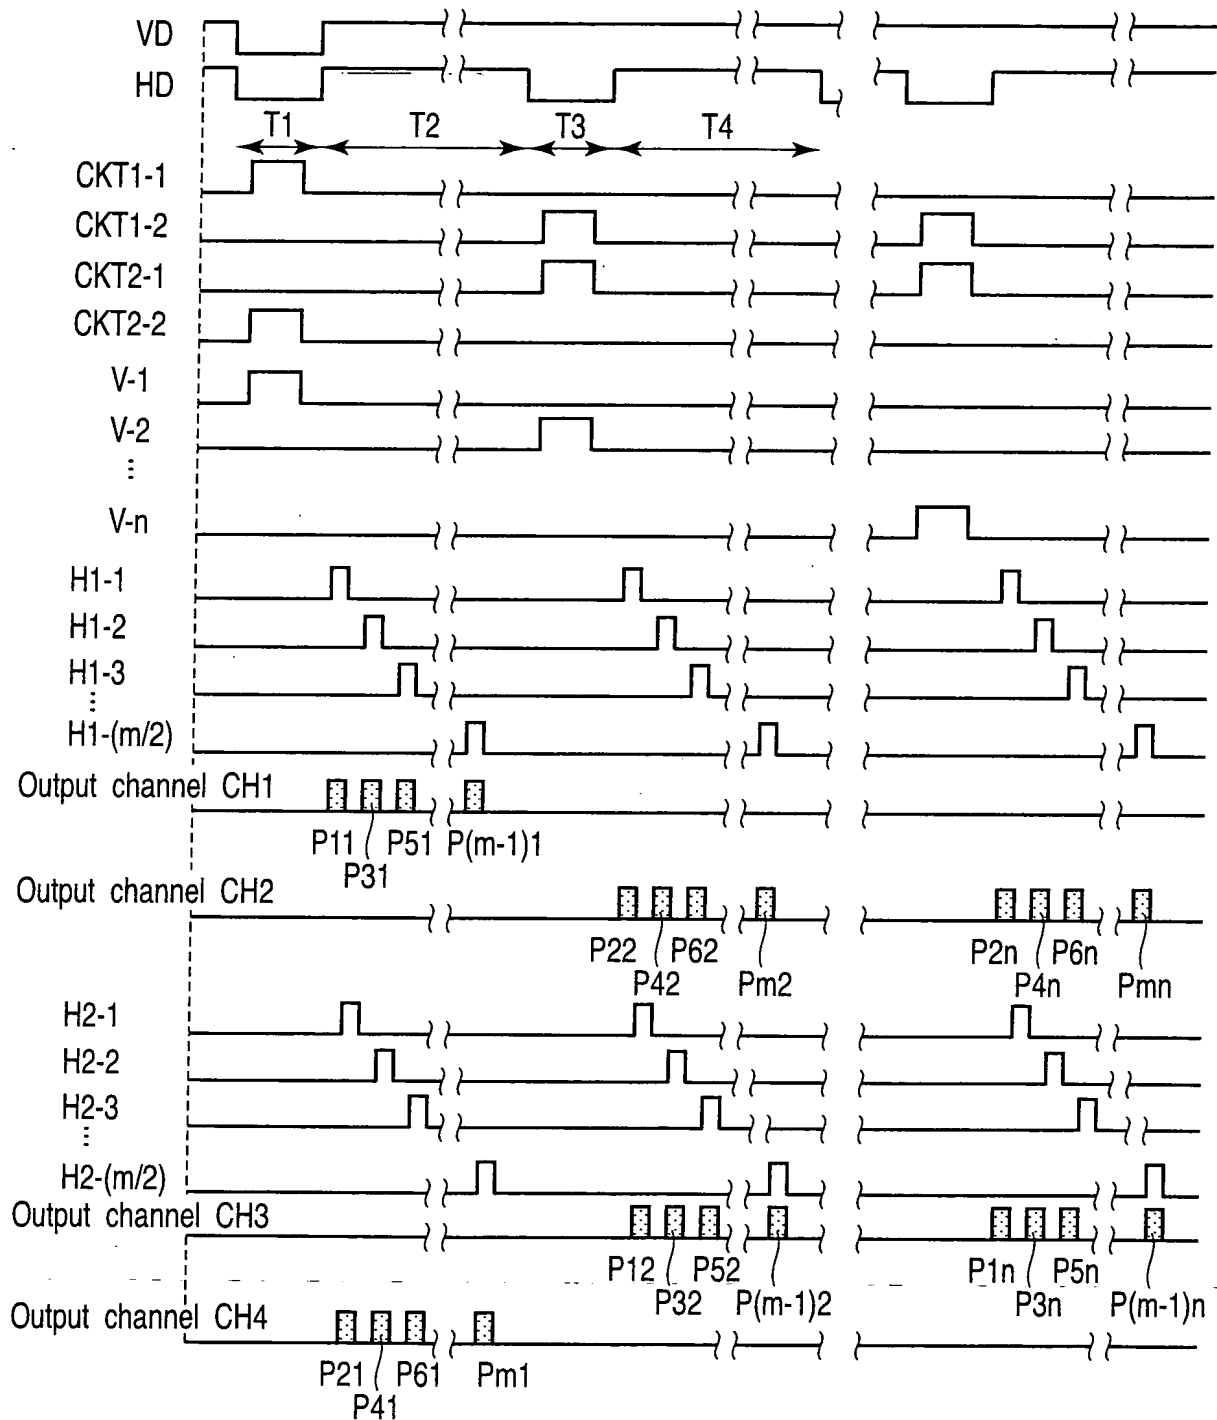 VD
HD
T1 T2 T3 T4
CKT1-1
CKT1-2
CKT2-1
CKT2-2
V-1
V-2
⋮
V-n
H1-1
H1-2
H1-3
⋮
H1-(m/2)
Output channel CH1
P11 P51 P(m-1)1
P31
Output channel CH2
P22 P62 P2n P6n
P42 Pm2 P4n Pmn
H2-1
H2-2
H2-3
⋮
H2-(m/2)
Output channel CH3
P12 P52 P1n P5n
P32 P(m-1)2 P3n P(m-1)n
Output channel CH4
P21 P61 Pm1
P41